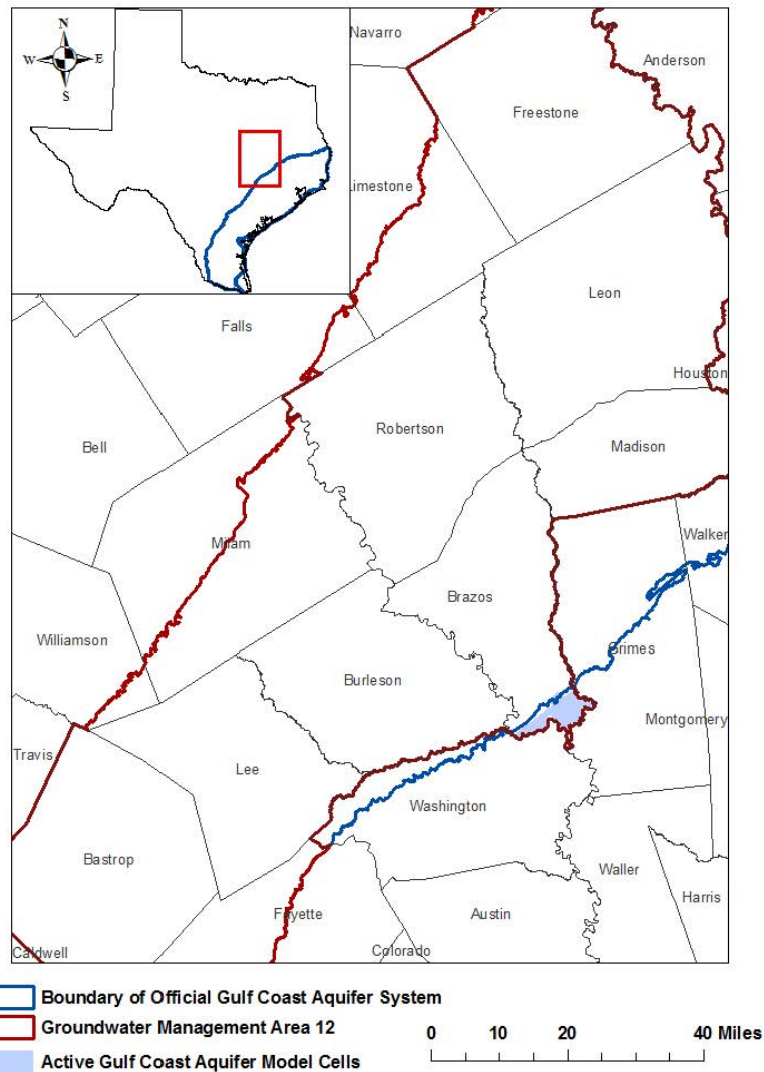 N
W E
S
Navarro
Anderson
Freestone
Limestone
Leon
Falls
Houston
Robertson
Madison
Bell
Milam
Walker
Brazos
Williamson
Grimes
Burleson
Montgomery
Travis
Lee
Washington
Bastrop
Waller
Harris
Fayette
Austin
Caldwell
Colorado
Boundary of Official Gulf Coast Aquifer System
Groundwater Management Area 12
Active Gulf Coast Aquifer Model Cells
0 10 20 40 Miles